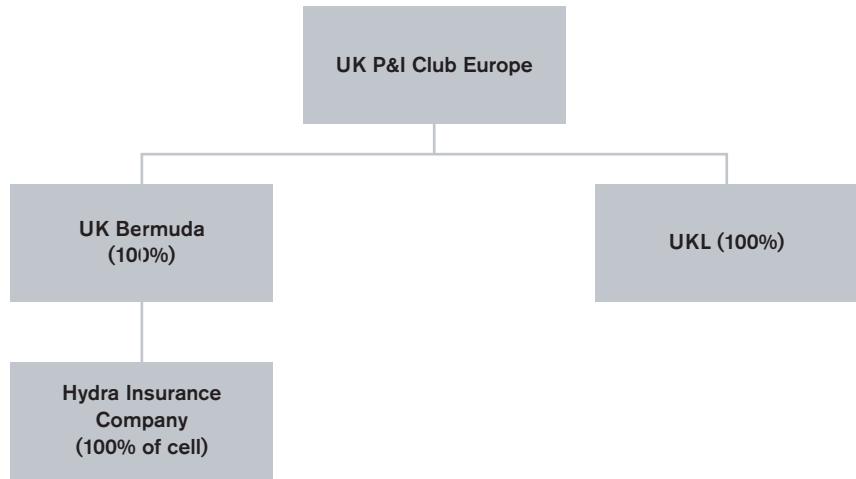 UK P&I Club Europe
UK Bermuda
(100%)
UKL (100%)
Hydra Insurance
Company
(100% of cell)